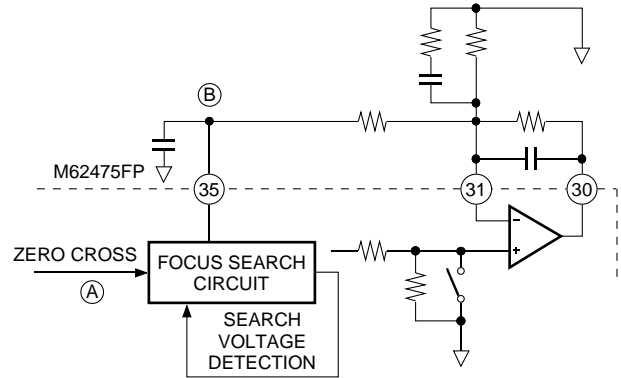 B
M62475FP
35
31
30
ZERO CROSS
A
FOCUS SEARCH
CIRCUIT
SEARCH
VOLTAGE
DETECTION
−
+